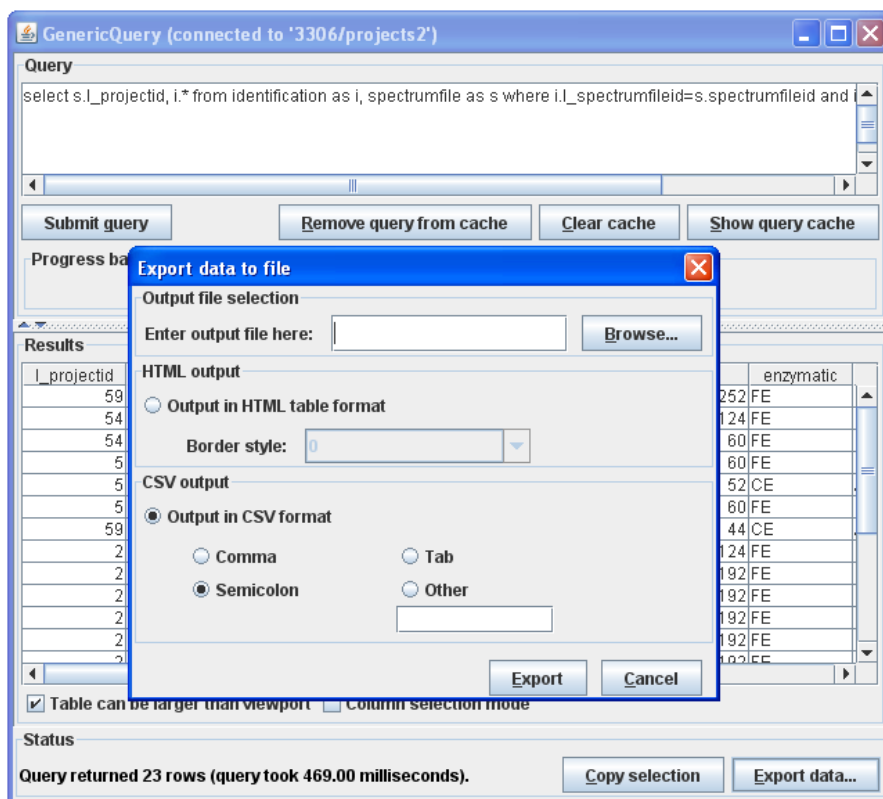 GenericQuery (connected to '3306/projects2')
Query
select s.l_projectid, i.* from identification as i, spectrumfile as s where i.l_spectrumfileid=s.spectrumfileid and
Submit query
Remove query from cache
Clear cache
Show query cache
Progress ba
Export data to file
Output file selection
Enter output file here:
Browse...
HTML output
Output in HTML table format
Border style:
0
CSV output
Output in CSV format
Comma
Tab
Semicolon
Other
Export
Cancel
Results
l_projectid
enzymatic
59 252 FE
54 124 FE
54 60 FE
5 60 FE
5 52 CE
5 60 FE
59 44 CE
2 124 FE
2 192 FE
2 192 FE
2 192 FE
2 192 FE
2 192 FE
Table can be larger than viewport
Column selection mode
Status
Query returned 23 rows (query took 469.00 milliseconds).
Copy selection
Export data...